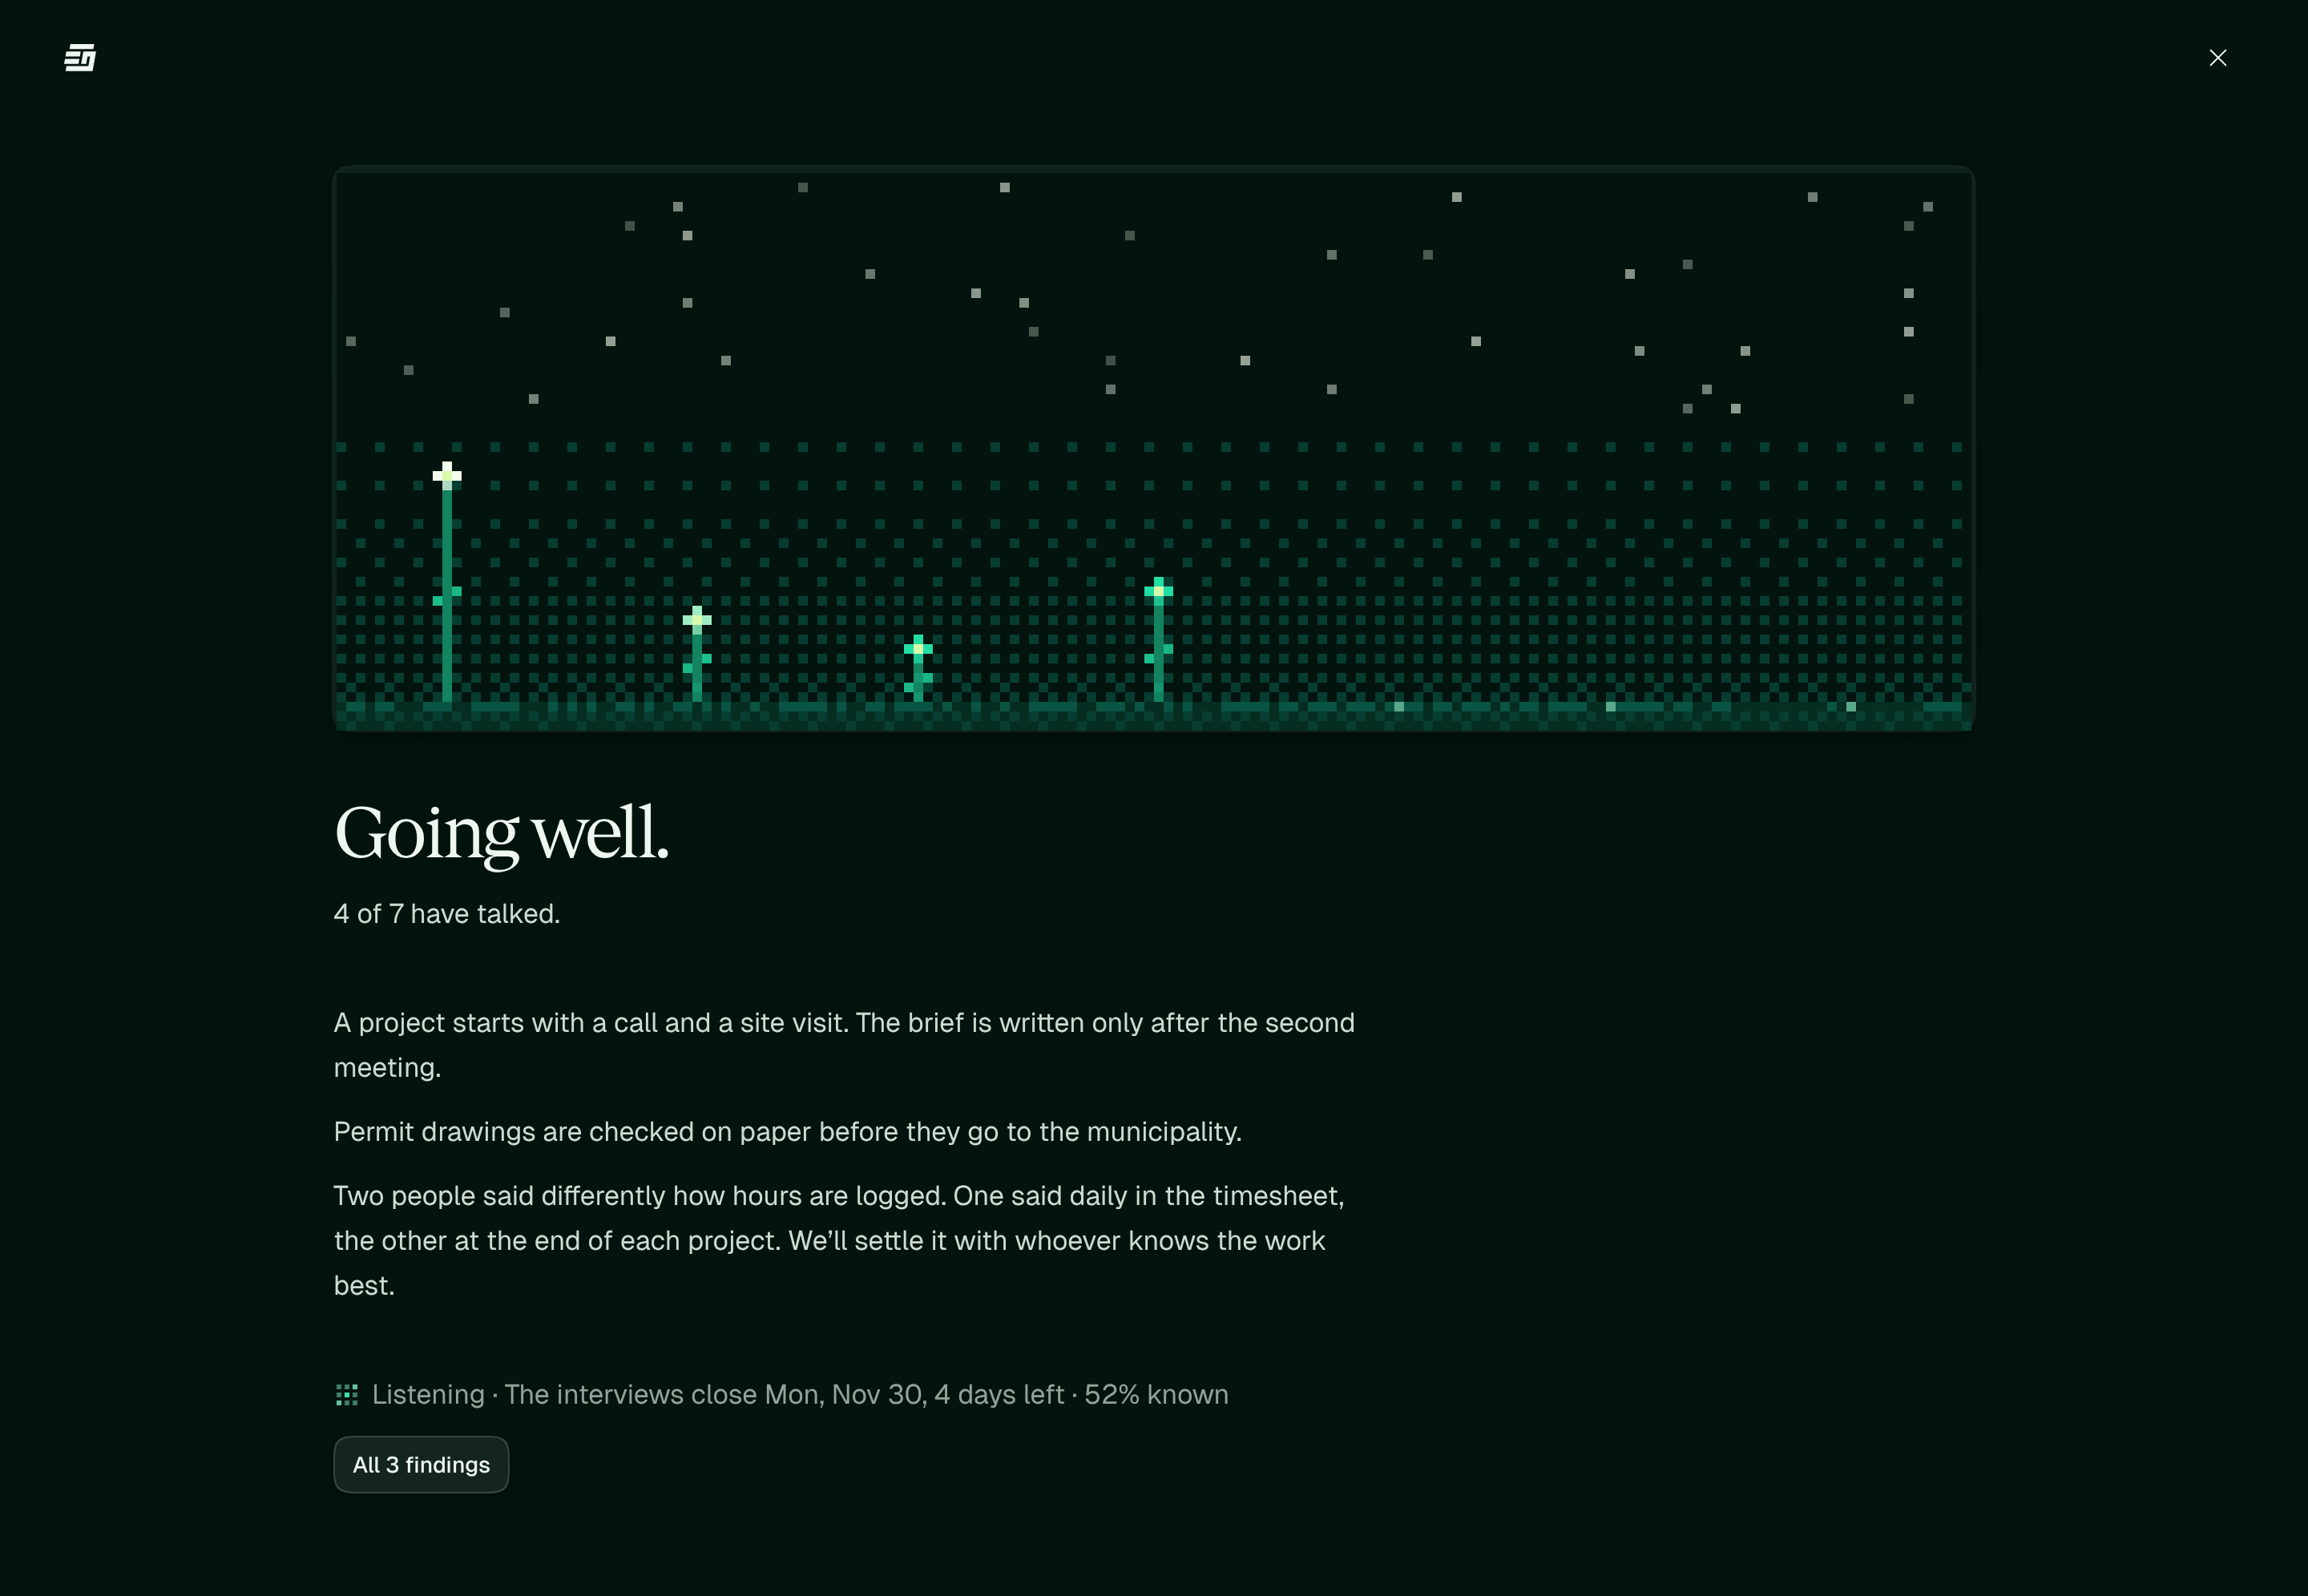 Going well.
4 of 7 have talked.
A project starts with a call and a site visit. The brief is written only after the second
meeting.
Permit drawings are checked on paper before they go to the municipality.
Two people said differently how hours are logged. One said daily in the timesheet,
the other at the end of each project. We’ll settle it with whoever knows the work
best.
Listening · The interviews close Mon, Nov 30, 4 days left · 52% known
All 3 findings